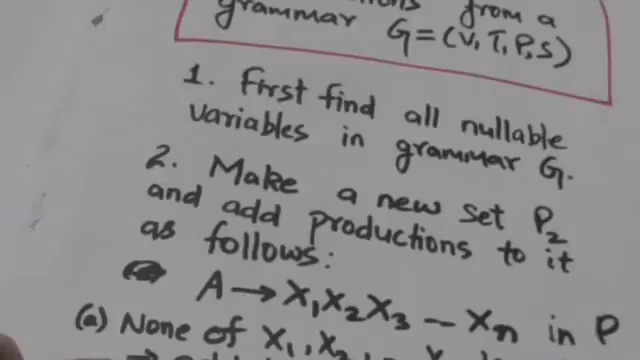 from a
grammar G=(V,T,P,S)
1. First find all nullable
variables in grammar G.
2. Make a new set P₂
and add productions to it
as follows:
A→X₁X₂X₃ — Xₙ in P
(a) None of X₁, X₂